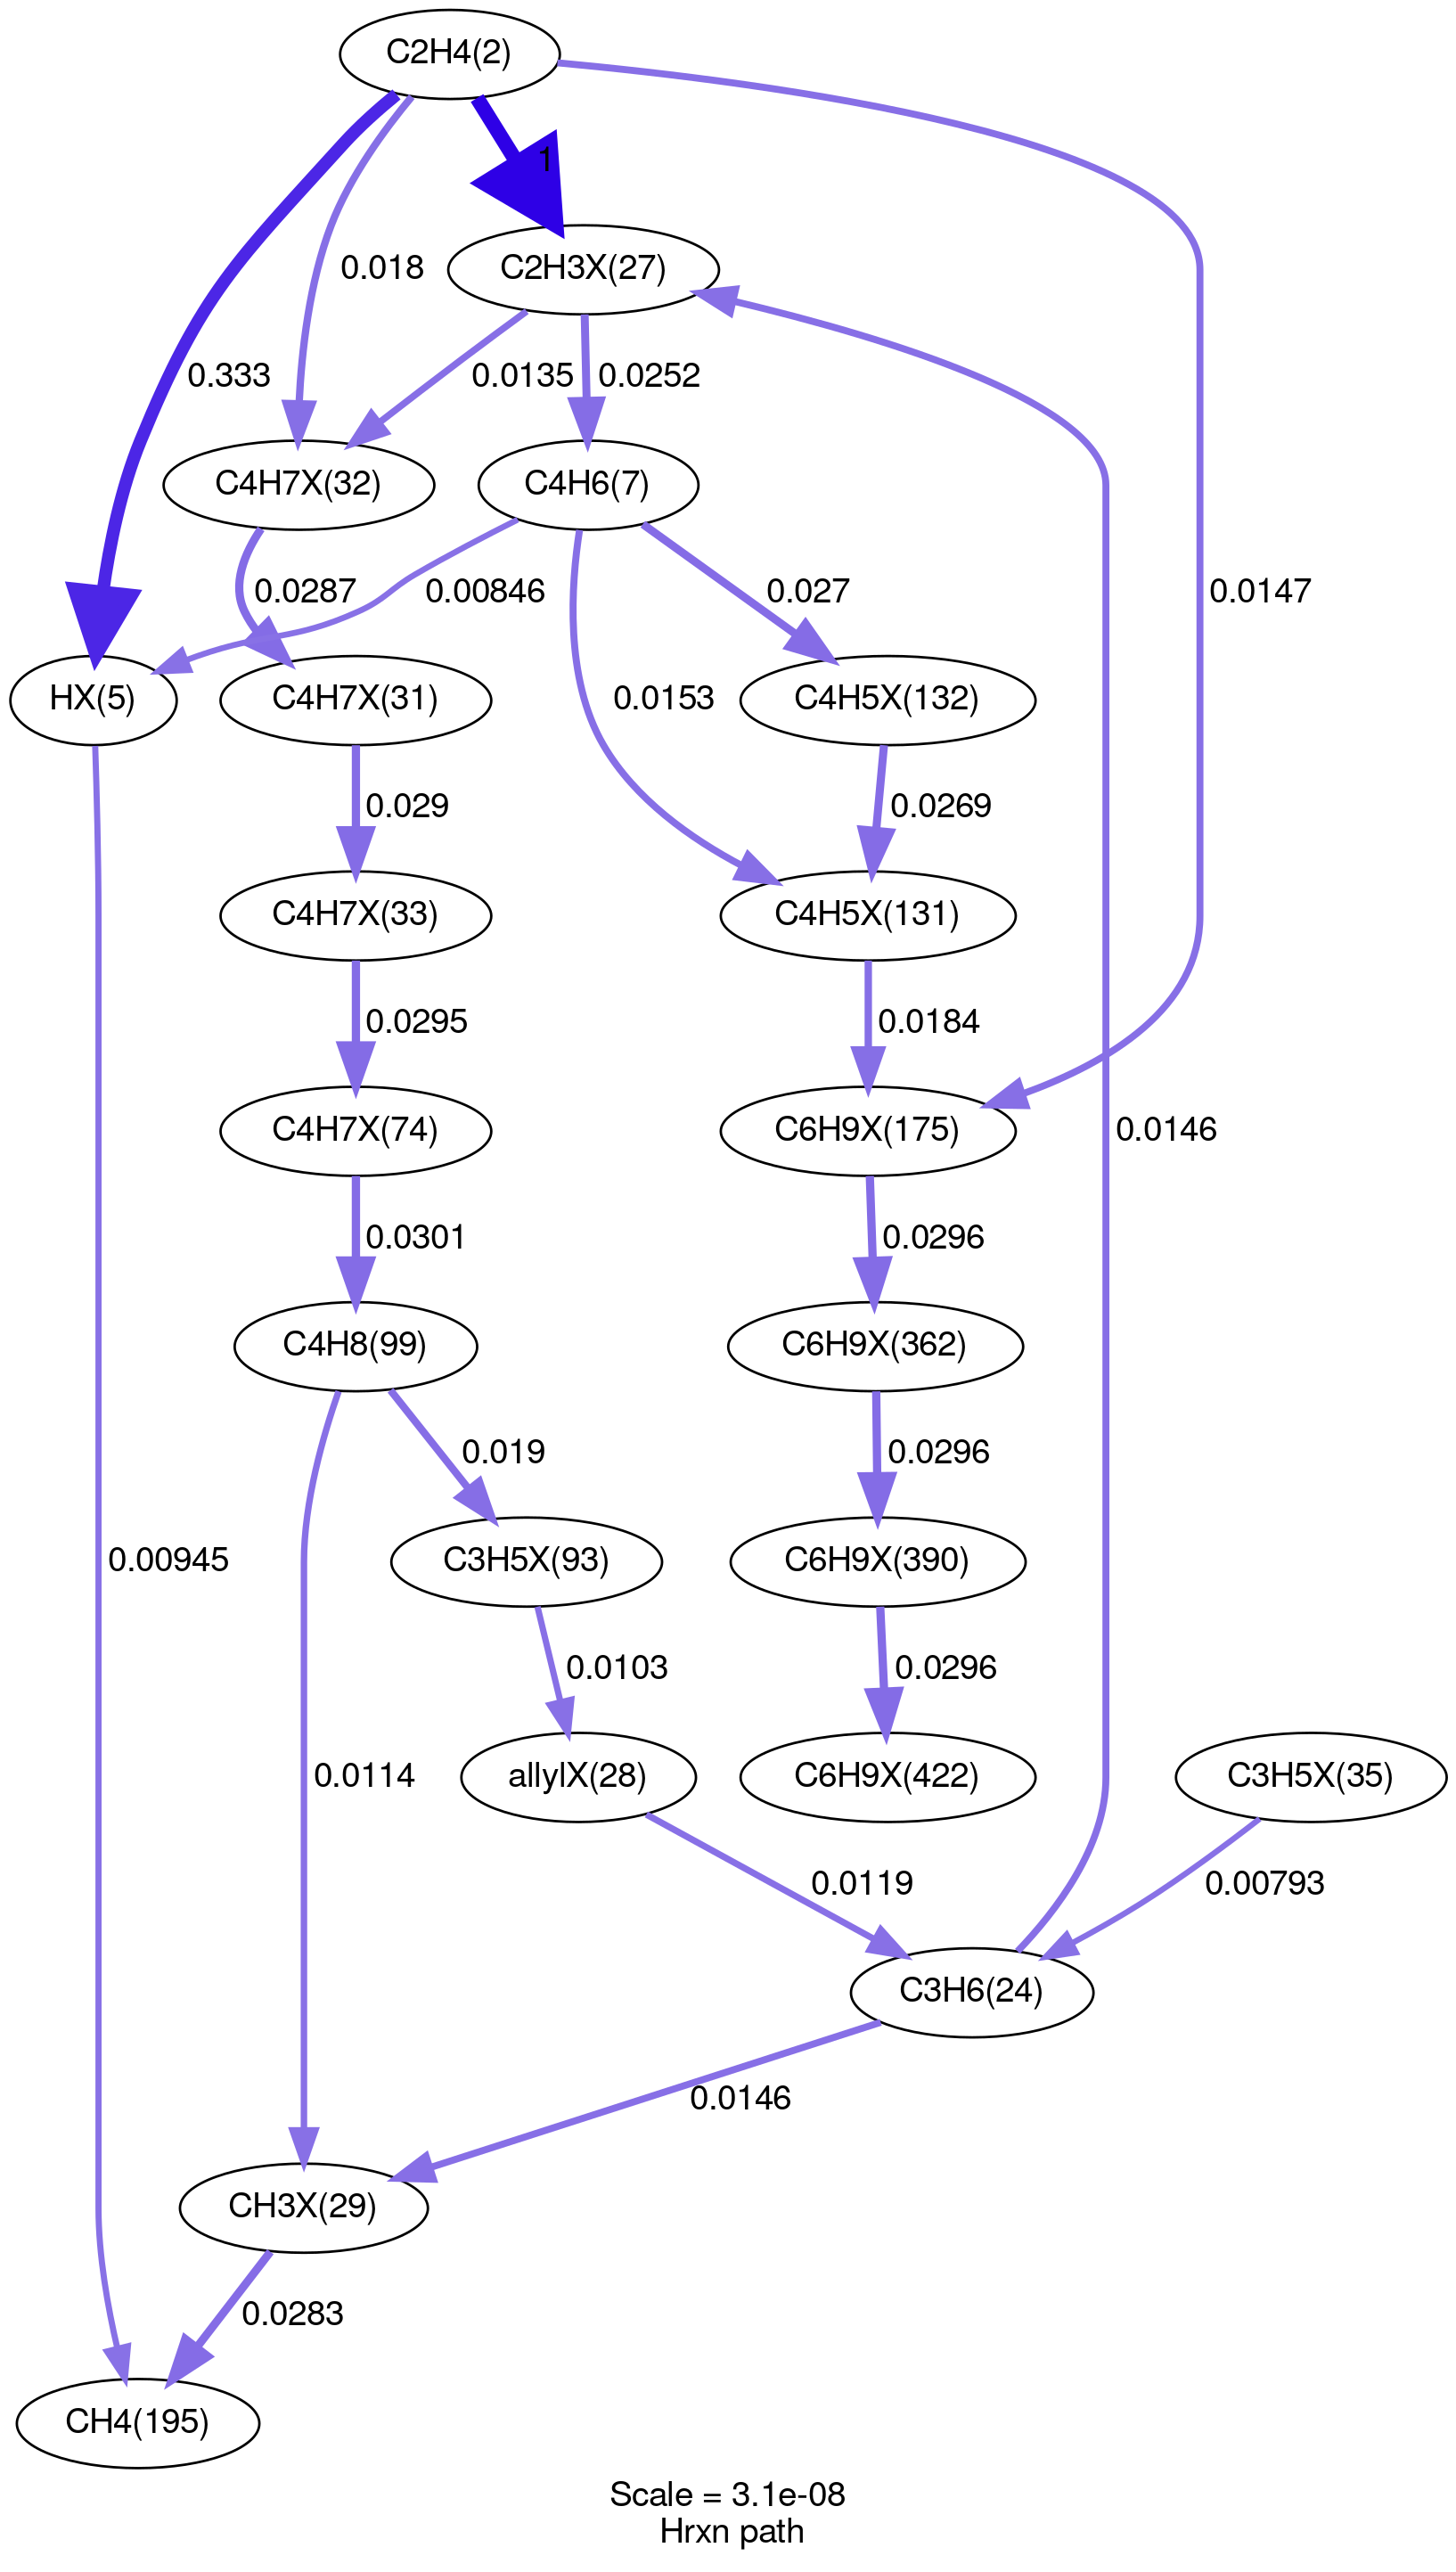 C2H4(2)
1
C2H3X(27)
0.018
0.333
0.0135
0.0252
C4H7X(32)
C4H6(7)
0.0287
0.00846
0.027
0.0147
HX(5)
C4H7X(31)
0.0153
C4H5X(132)
0.029
0.0269
C4H7X(33)
C4H5X(131)
0.0295
0.0184
C4H7X(74)
C6H9X(175)
0.0146
0.0301
0.0296
C4H8(99)
C6H9X(362)
0.019
0.0296
0.00945
C3H5X(93)
C6H9X(390)
0.0103
0.0296
0.0114
allylX(28)
C6H9X(422)
C3H5X(35)
0.0119
0.00793
C3H6(24)
0.0146
CH3X(29)
0.0283
CH4(195)
Scale = 3.1e-08
Hrxn path